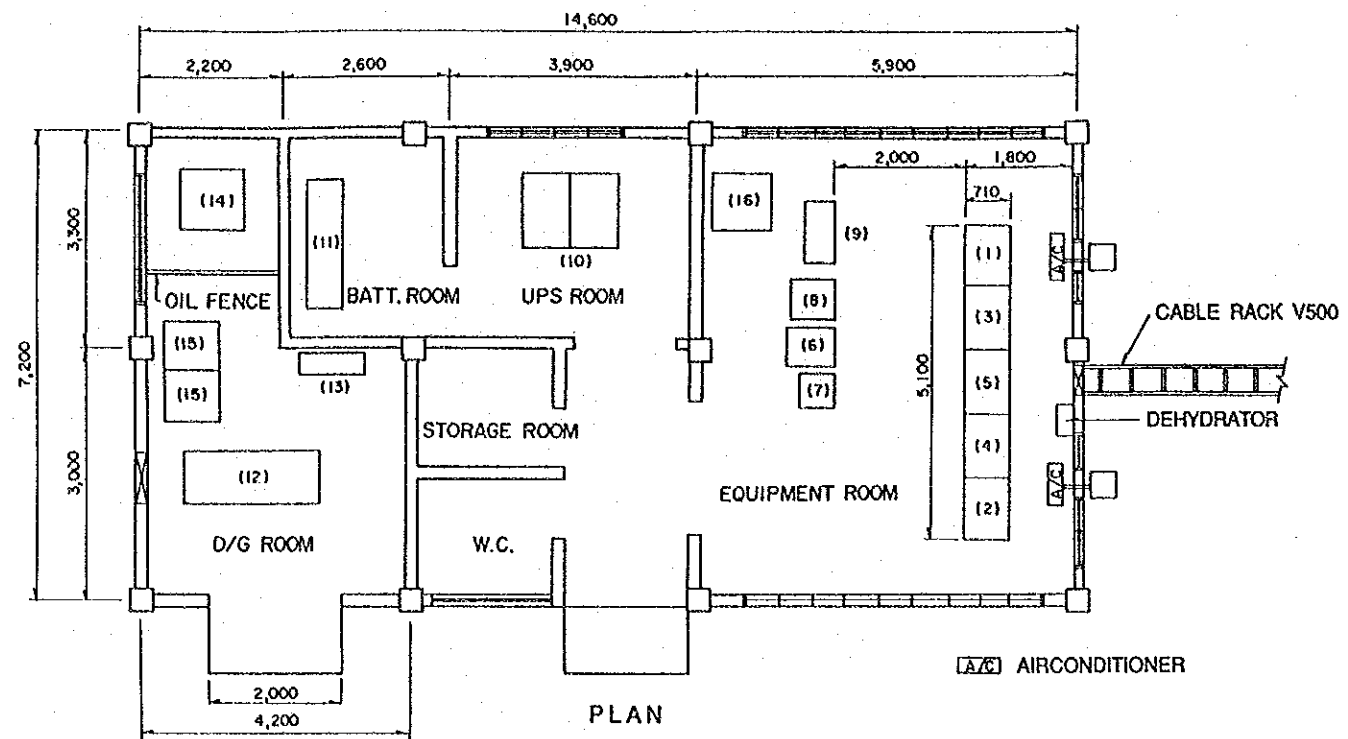 14,600
2,200
2,600
3,900
5,900
2,000
1,800
710
(14)
(11)
(10)
(16)
(9)
(1)
A/C
3,300
OIL FENCE
BATT. ROOM
UPS ROOM
(8)
(3)
CABLE RACK V500
7,200
(15)
(13)
(6)
(5)
5,100
(15)
(7)
DEHYDRATOR
STORAGE ROOM
(4)
3,000
(12)
EQUIPMENT ROOM
A/C
(2)
D/G ROOM
W.C.
A/C AIRCONDITIONER
2,000
4,200
PLAN